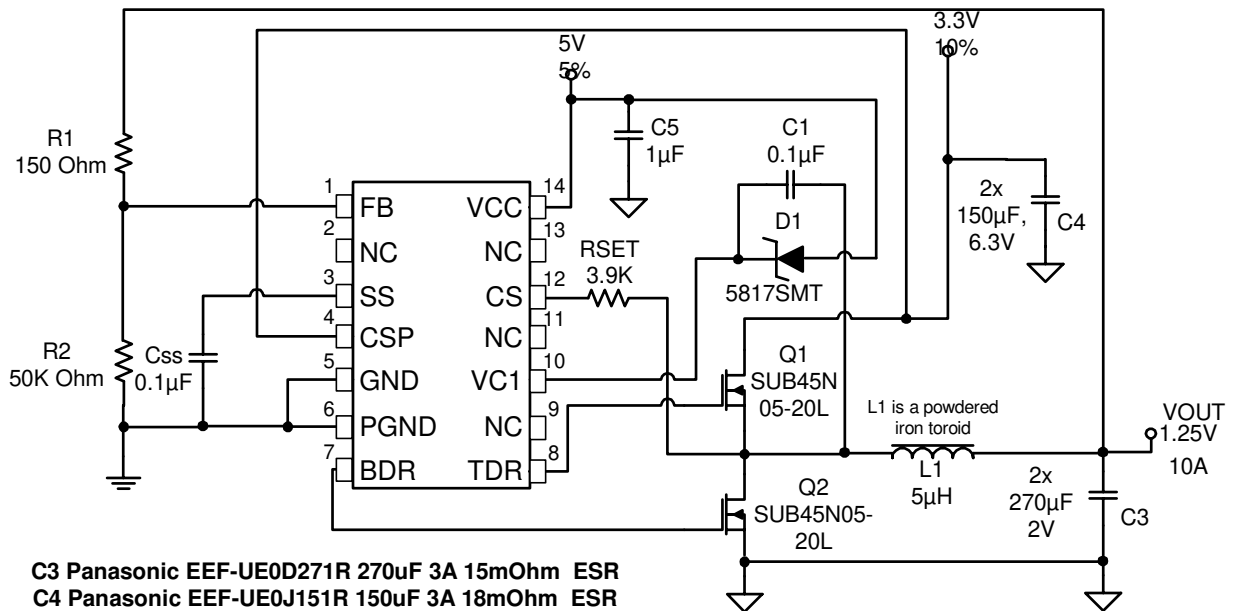 3.3V
10%
5V
5%
R1
150 Ohm
C5
1µF
C1
0.1µF
2x
150µF,
6.3V
C4
D1
5817SMT
RSET
3.9K
1
FB
2
NC
3
SS
4
CSP
5
GND
6
PGND
7
BDR
14
VCC
13
NC
12
CS
11
NC
10
VC1
9
NC
8
TDR
R2
50K Ohm
Css
0.1µF
Q1
SUB45N
05-20L
L1 is a powdered
iron toroid
L1
5µH
VOUT
1.25V
10A
2x
270µF
2V
C3
Q2
SUB45N05-
20L
C3 Panasonic EEF-UE0D271R 270uF 3A 15mOhm ESR
C4 Panasonic EEF-UE0J151R 150uF 3A 18mOhm ESR